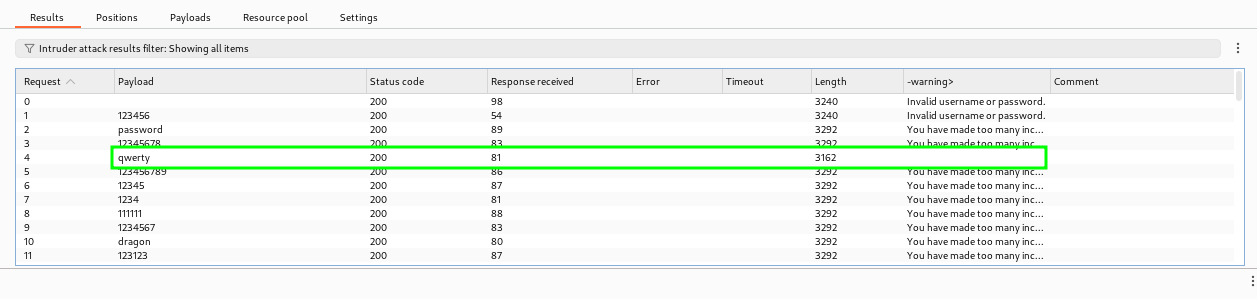 Results Positions Payloads Resource pool Settings
Intruder attack results filter: Showing all items
Request Payload Status code Response received Error Timeout Length -warning> Comment
0 200 98 3240 Invalid username or password.
1 123456 200 54 3240 Invalid username or password.
2 password 200 89 3292 You have made too many inc...
3 12345678 200 83 3292 You have made too many inc...
4 qwerty 200 81 3162
5 123456789 200 86 3292 You have made too many inc...
6 12345 200 87 3292 You have made too many inc...
7 1234 200 81 3292 You have made too many inc...
8 111111 200 88 3292 You have made too many inc...
9 1234567 200 83 3292 You have made too many inc...
10 dragon 200 80 3292 You have made too many inc...
11 123123 200 87 3292 You have made too many inc...